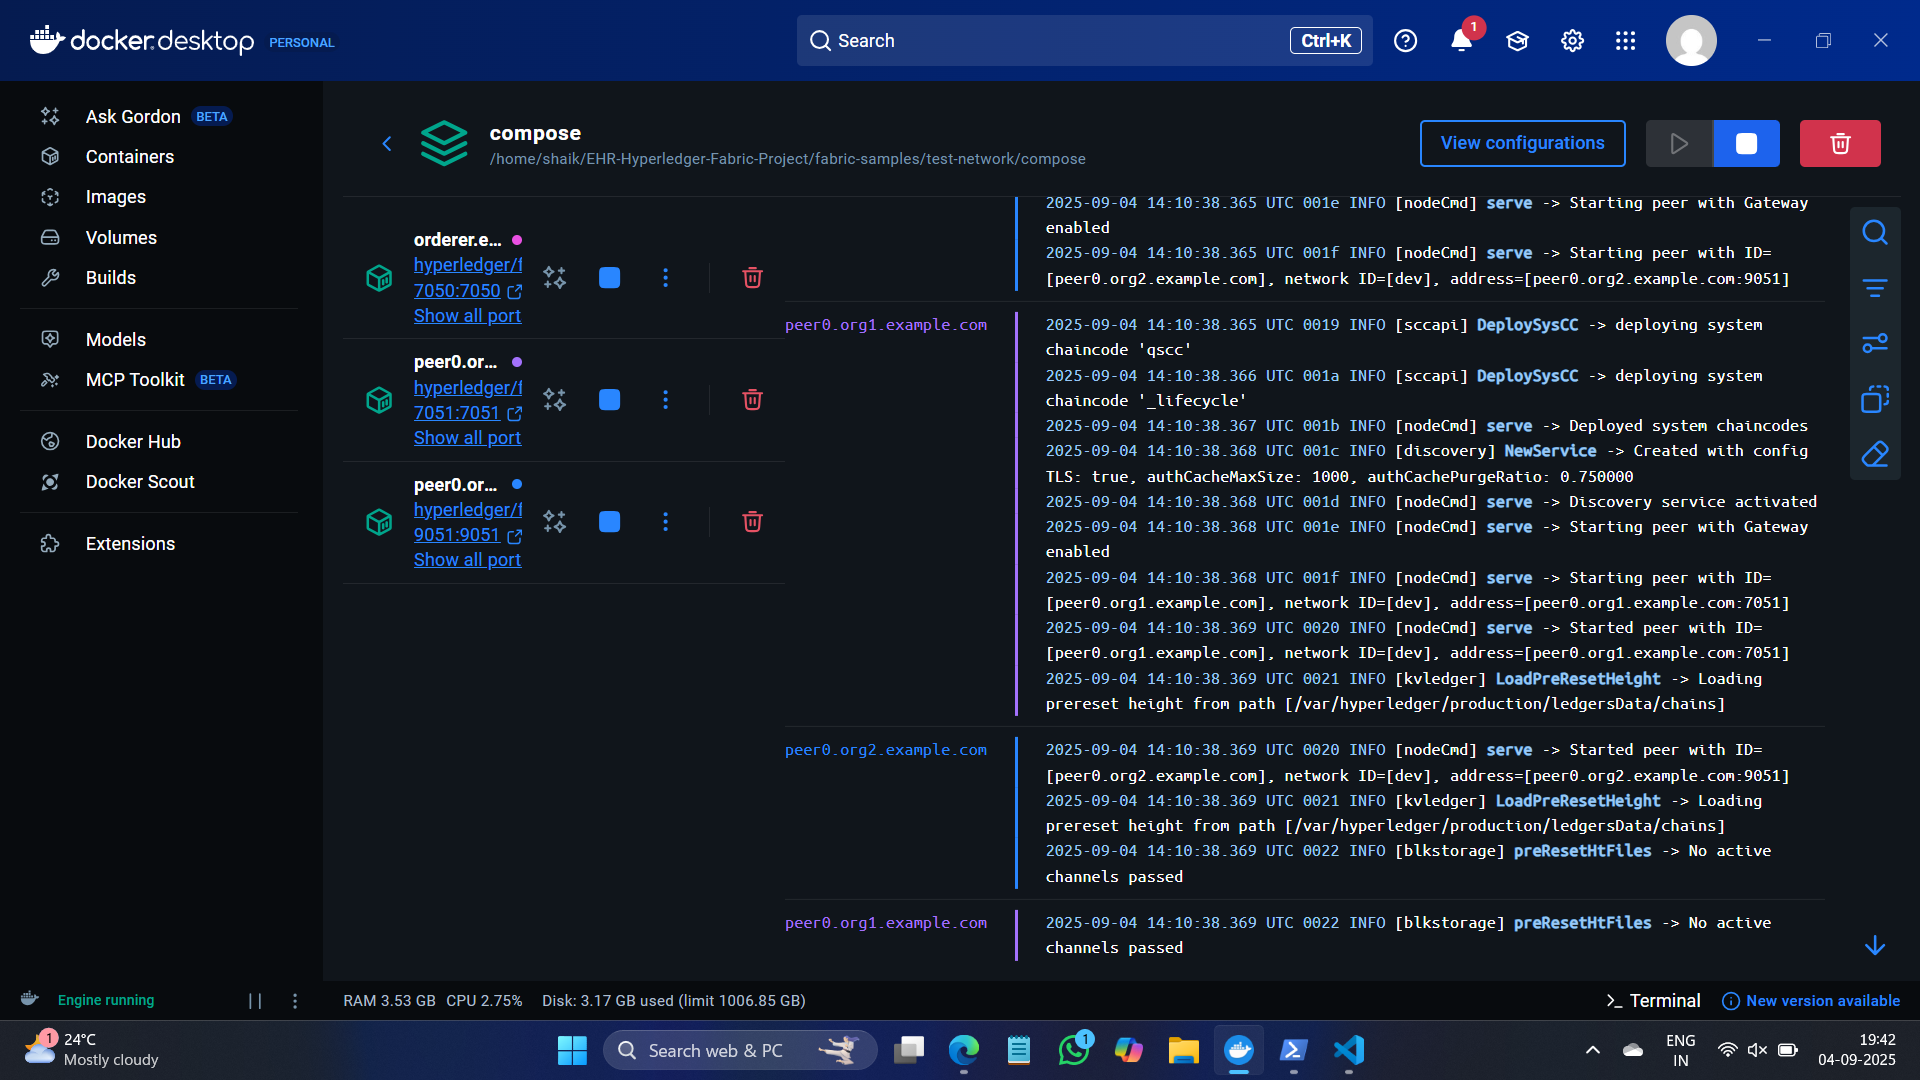 docker.desktop PERSONAL
Search
Ctrl+K
1
Ask Gordon BETA
Containers
Images
Volumes
Builds
Models
MCP Toolkit BETA
Docker Hub
Docker Scout
Extensions
compose
/home/shaik/EHR-Hyperledger-Fabric-Project/fabric-samples/test-network/compose
View configurations
orderer.e...
hyperledger/f
7050:7050
Show all port
peer0.or...
hyperledger/f
7051:7051
Show all port
peer0.or...
hyperledger/f
9051:9051
Show all port
2025-09-04 14:10:38.365 UTC 001e INFO [nodeCmd] serve -> Starting peer with Gateway
enabled
2025-09-04 14:10:38.365 UTC 001f INFO [nodeCmd] serve -> Starting peer with ID=
[peer0.org2.example.com], network ID=[dev], address=[peer0.org2.example.com:9051]
peer0.org1.example.com
2025-09-04 14:10:38.365 UTC 0019 INFO [sccapi] DeploySysCC -> deploying system
chaincode 'qscc'
2025-09-04 14:10:38.366 UTC 001a INFO [sccapi] DeploySysCC -> deploying system
chaincode '_lifecycle'
2025-09-04 14:10:38.367 UTC 001b INFO [nodeCmd] serve -> Deployed system chaincodes
2025-09-04 14:10:38.368 UTC 001c INFO [discovery] NewService -> Created with config
TLS: true, authCacheMaxSize: 1000, authCachePurgeRatio: 0.750000
2025-09-04 14:10:38.368 UTC 001d INFO [nodeCmd] serve -> Discovery service activated
2025-09-04 14:10:38.368 UTC 001e INFO [nodeCmd] serve -> Starting peer with Gateway
enabled
2025-09-04 14:10:38.368 UTC 001f INFO [nodeCmd] serve -> Starting peer with ID=
[peer0.org1.example.com], network ID=[dev], address=[peer0.org1.example.com:7051]
2025-09-04 14:10:38.369 UTC 0020 INFO [nodeCmd] serve -> Started peer with ID=
[peer0.org1.example.com], network ID=[dev], address=[peer0.org1.example.com:7051]
2025-09-04 14:10:38.369 UTC 0021 INFO [kvledger] LoadPreResetHeight -> Loading
prereset height from path [/var/hyperledger/production/ledgersData/chains]
peer0.org2.example.com
2025-09-04 14:10:38.369 UTC 0020 INFO [nodeCmd] serve -> Started peer with ID=
[peer0.org2.example.com], network ID=[dev], address=[peer0.org2.example.com:9051]
2025-09-04 14:10:38.369 UTC 0021 INFO [kvledger] LoadPreResetHeight -> Loading
prereset height from path [/var/hyperledger/production/ledgersData/chains]
2025-09-04 14:10:38.369 UTC 0022 INFO [blkstorage] preResetHtFiles -> No active
channels passed
peer0.org1.example.com
2025-09-04 14:10:38.369 UTC 0022 INFO [blkstorage] preResetHtFiles -> No active
channels passed
Engine running
RAM 3.53 GB CPU 2.75% Disk: 3.17 GB used (limit 1006.85 GB)
Terminal
New version available
1
24°C
Mostly cloudy
Search web & PC
1
ENG
IN
19:42
04-09-2025